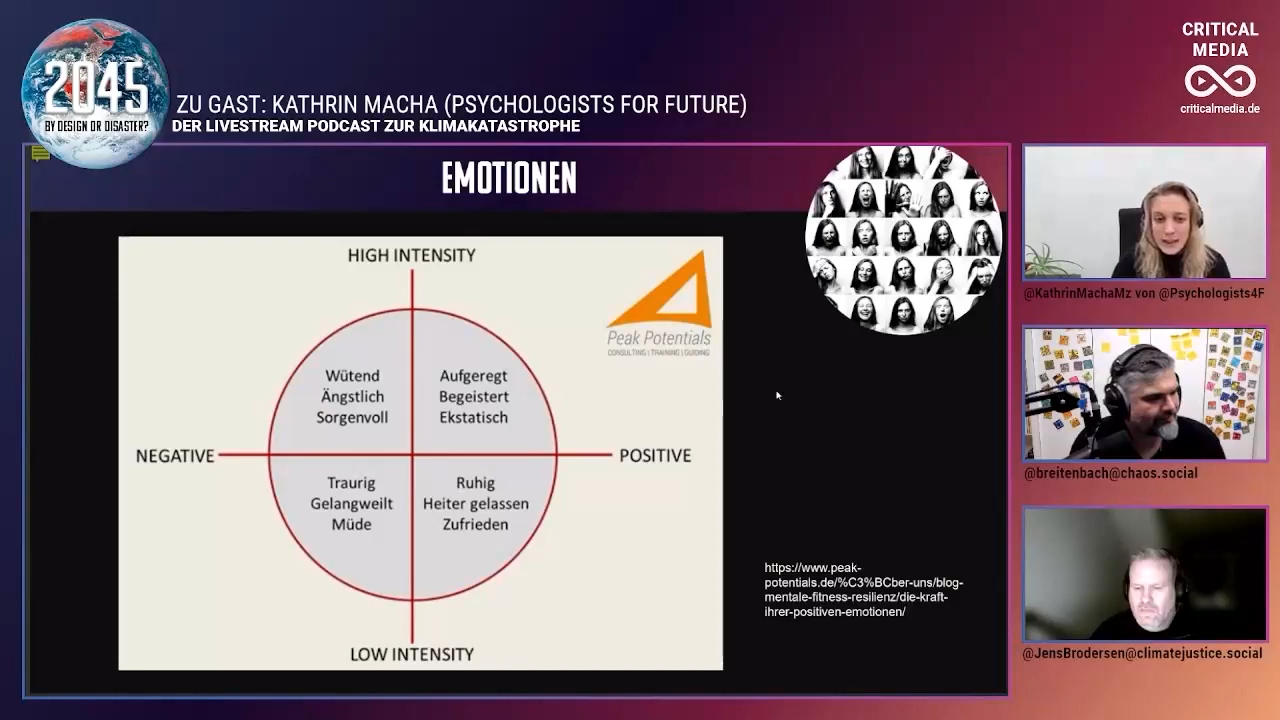 2045
BY DESIGN OR DISASTER?
ZU GAST: KATHRIN MACHA (PSYCHOLOGISTS FOR FUTURE)
DER LIVESTREAM PODCAST ZUR KLIMAKATASTROPHE
CRITICAL
MEDIA
criticalmedia.de
EMOTIONEN
HIGH INTENSITY
Peak Potentials
CONSULTING | TRAINING | GUIDING
Wütend
Ängstlich
Sorgenvoll
Aufgeregt
Begeistert
Ekstatisch
NEGATIVE
POSITIVE
Traurig
Gelangweilt
Müde
Ruhig
Heiter gelassen
Zufrieden
LOW INTENSITY
https://www.peak-
potentials.de/%C3%BCber-uns/blog-
mentale-fitness-resilienz/die-kraft-
ihrer-positiven-emotionen/
@KathrinMachaMz von @Psychologists4F
@breitenbach@chaos.social
@JensBrodersen@climatejustice.social